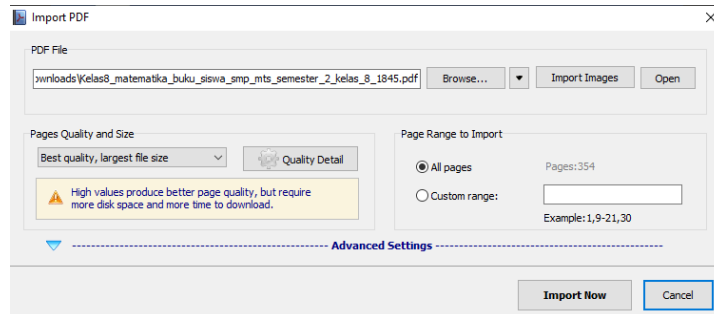 Import PDF
PDF File
ownloads\Kelas8_matematika_buku_siswa_smp_mts_semester_2_kelas_8_1845.pdf
Browse...
Import Images
Open
Pages Quality and Size
Best quality, largest file size
Quality Detail
High values produce better page quality, but require
more disk space and more time to download.
Page Range to Import
All pages
Pages:354
Custom range:
Example:1,9-21,30
Advanced Settings
Import Now
Cancel